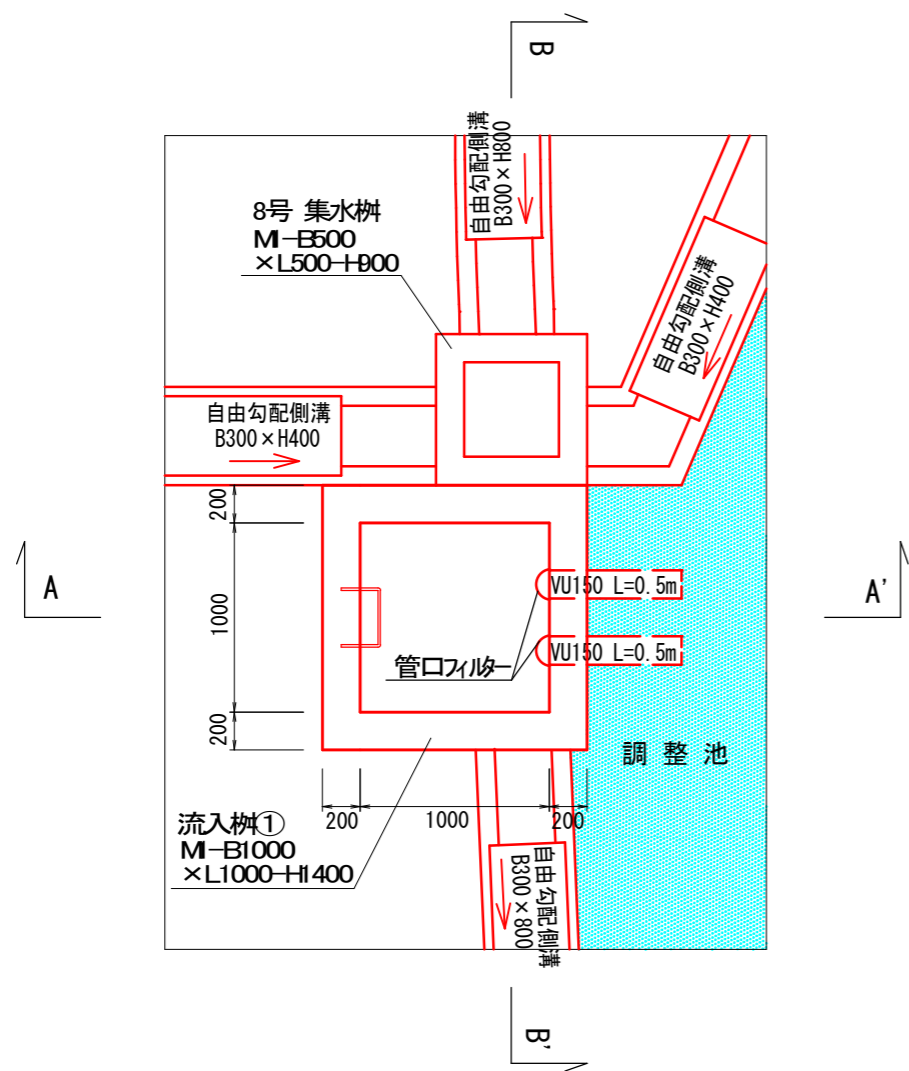 B
自由勾配側溝
B300×H800
8号 集水桝
MI-B500
×L500-H900
自由勾配側溝
B300×H400
自由勾配側溝
B300×H400
200
1000
200
A
A'
VU150 L=0.5m
VU150 L=0.5m
管口フィルター
調整池
200
1000
200
流入桝①
MI-B1000
×L1000-H1400
自由勾配側溝
B300×800
B'